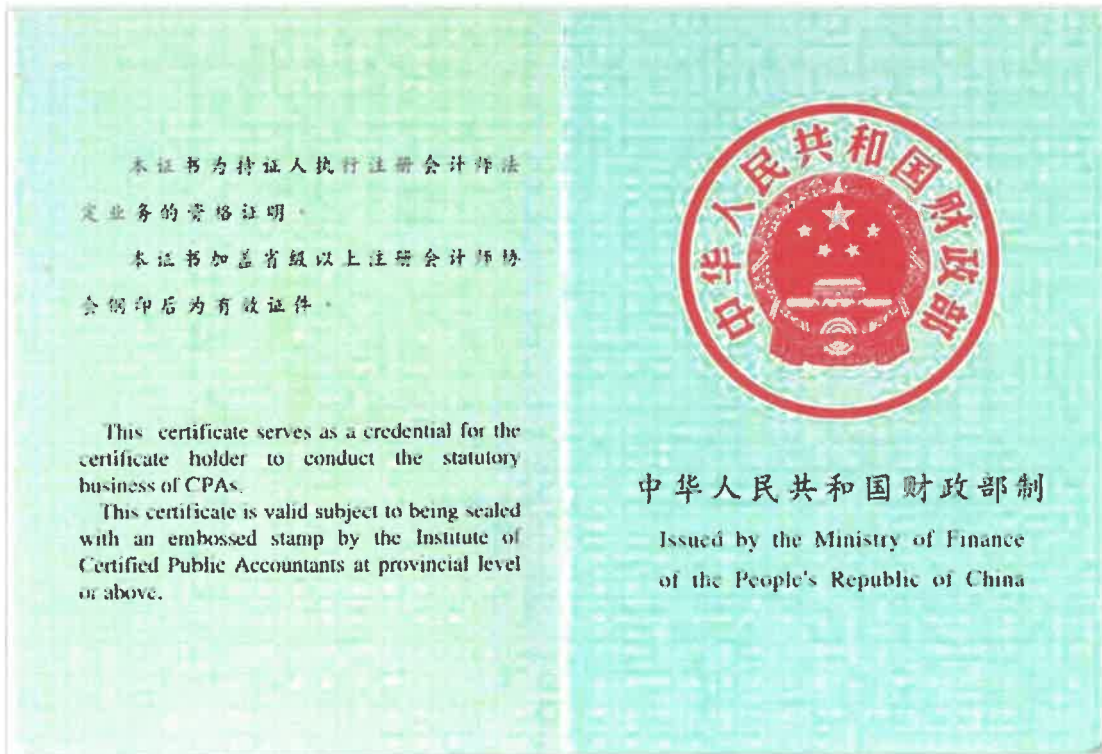 本证书为持证人执行注册会计师法
定业务的资格证明。
本证书加盖省级以上注册会计师协
会钢印后为有效证件。
This certificate serves as a credential for the
certificate holder to conduct the statutory
business of CPAs.
This certificate is valid subject to being sealed
with an embossed stamp by the Institute of
Certified Public Accountants at provincial level
or above.
中华人民共和国财政部
中华人民共和国财政部制
Issued by the Ministry of Finance
of the People's Republic of China